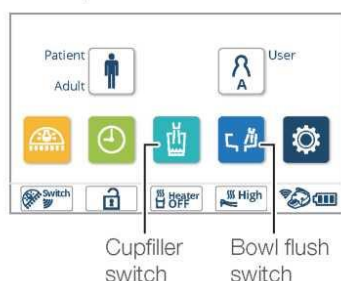 Patient
User
Adult
A
Switch
Heater
OFF
High
Cupfiller
switch
Bowl flush
switch